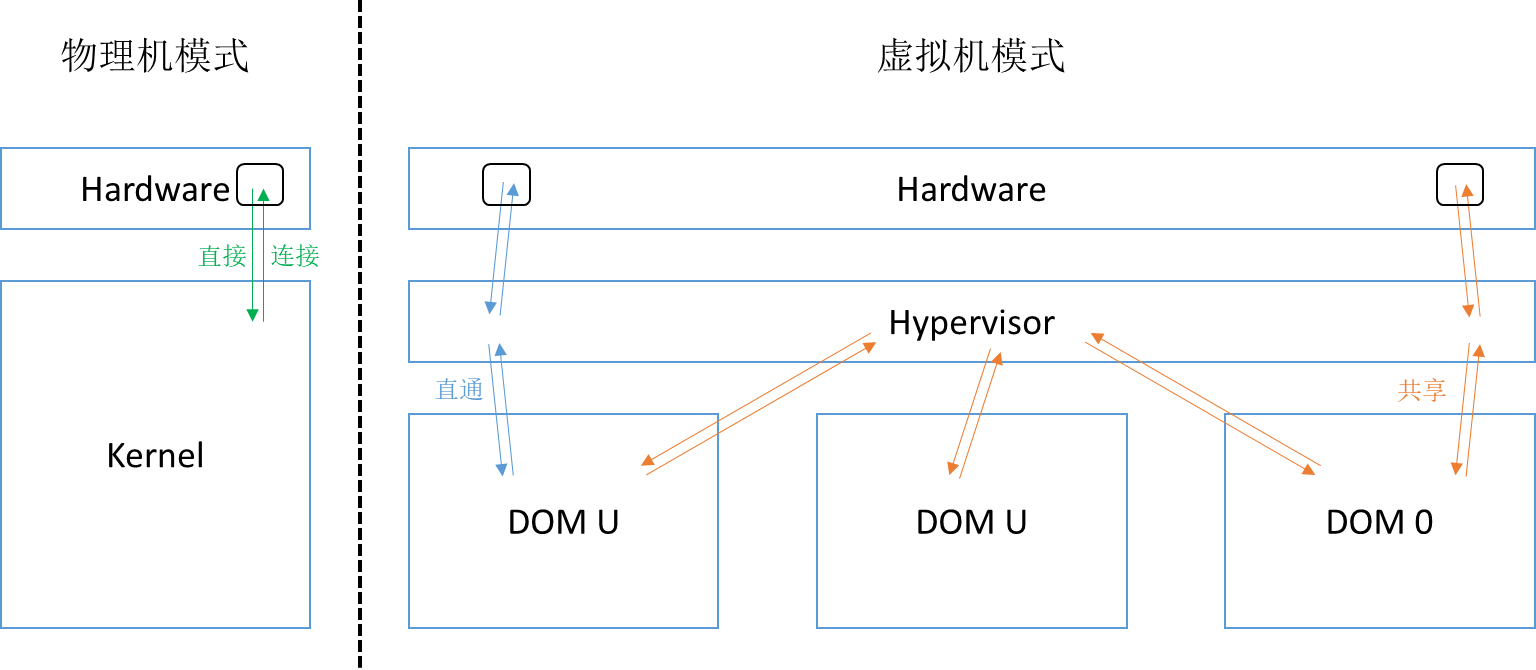 物理机模式
虚拟机模式
Hardware
Hardware
直接 连接
Hypervisor
直通
共享
Kernel
DOM U
DOM U
DOM 0